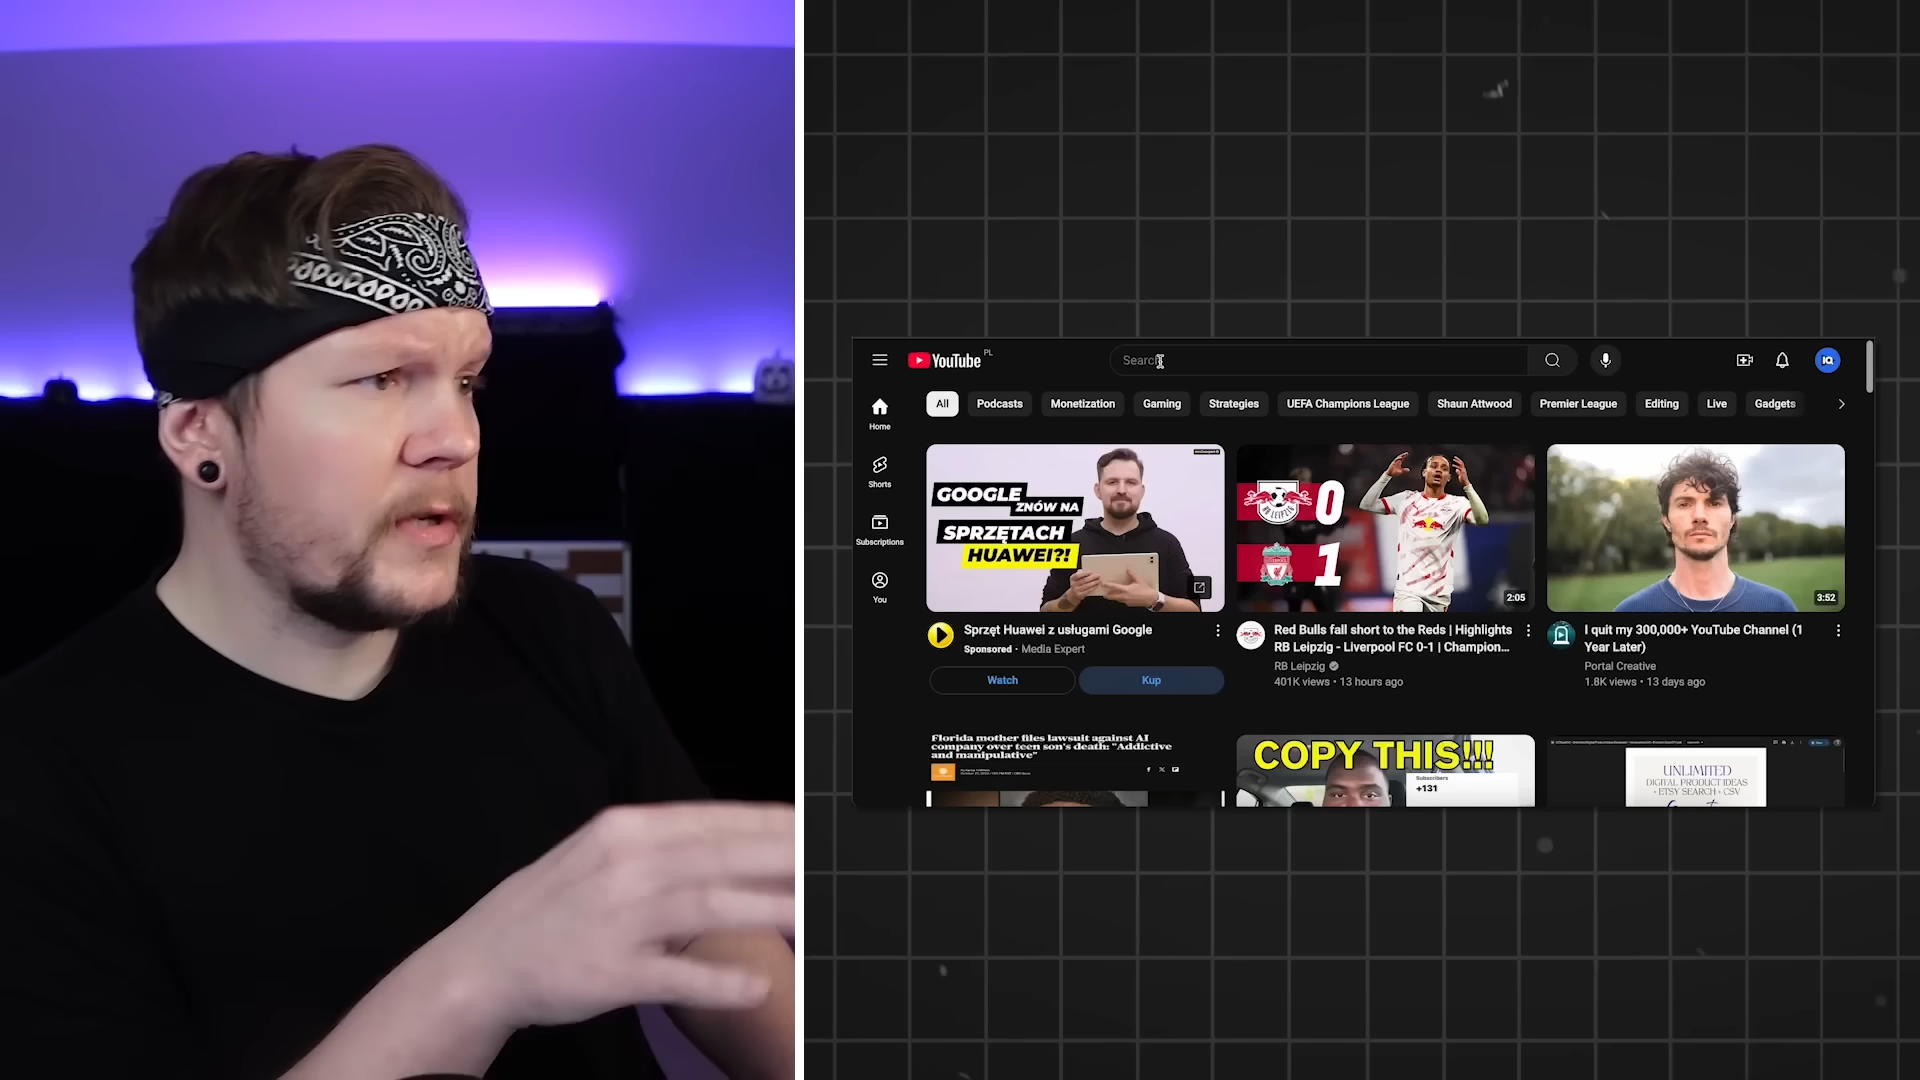 YouTube PL
Search
All
Podcasts
Monetization
Gaming
Strategies
UEFA Champions League
Shaun Attwood
Premier League
Editing
Live
Gadgets
Home
Shorts
Subscriptions
You
GOOGLE
ZNÓW NA
SPRZĘTACH
HUAWEI?!
Sprzęt Huawei z usługami Google
Sponsored · Media Expert
Watch
Kup
RB LEIPZIG
0
1
2:05
Red Bulls fall short to the Reds | Highlights
RB Leipzig - Liverpool FC 0-1 | Champion...
RB Leipzig
401K views • 13 hours ago
3:52
I quit my 300,000+ YouTube Channel (1
Year Later)
Portal Creative
1.8K views • 13 days ago
Florida mother files lawsuit against AI
company over teen son's death: "Addictive
and manipulative"
COPY THIS!!!
Subscribers
+131
UNLIMITED
DIGITAL PRODUCT IDEAS
+ ETSY SEARCH + CSV